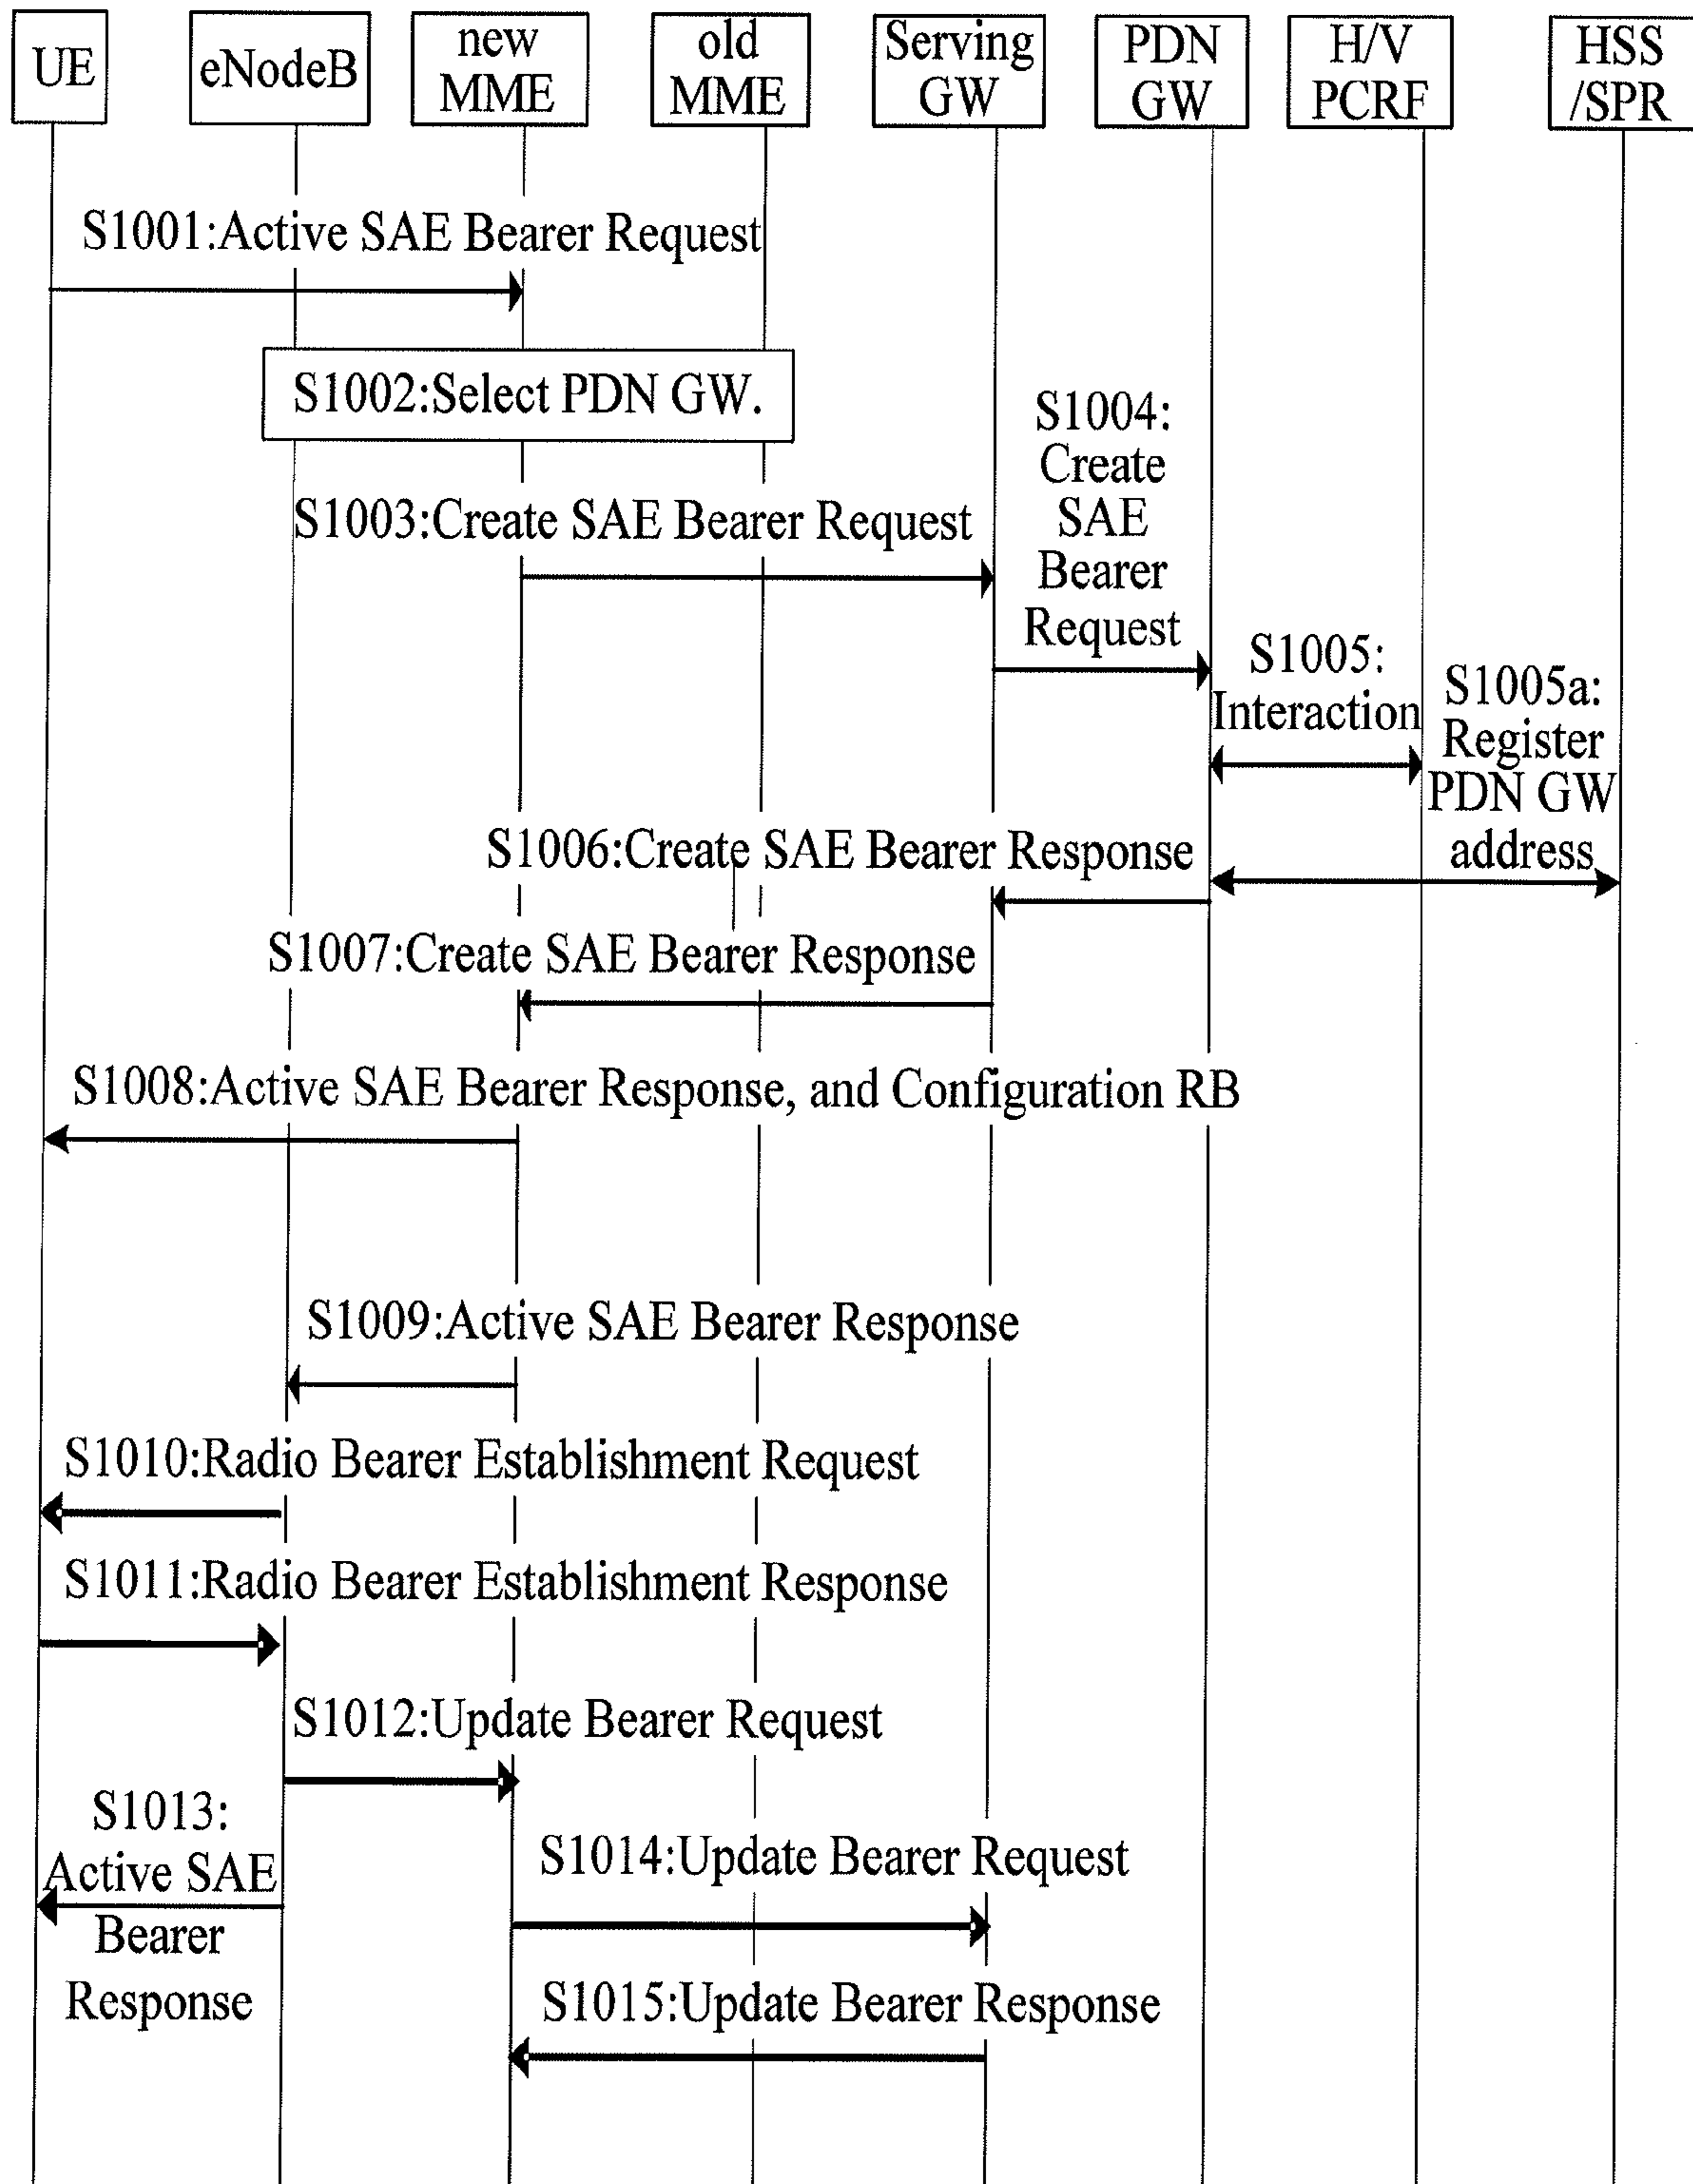 UE
eNodeB
new
MME
old
MME
Serving
GW
PDN
GW
H/V
PCRF
HSS
/SPR
S1001:Active SAE Bearer Request
S1002:Select PDN GW.
S1003:Create SAE Bearer Request
S1004:
Create
SAE
Bearer
Request
S1005:
Interaction
S1005a:
Register
PDN GW
address
S1006:Create SAE Bearer Response
S1007:Create SAE Bearer Response
S1008:Active SAE Bearer Response, and Configuration RB
S1009:Active SAE Bearer Response
S1010:Radio Bearer Establishment Request
S1011:Radio Bearer Establishment Response
S1012:Update Bearer Request
S1013:
Active SAE
Bearer
Response
S1014:Update Bearer Request
S1015:Update Bearer Response